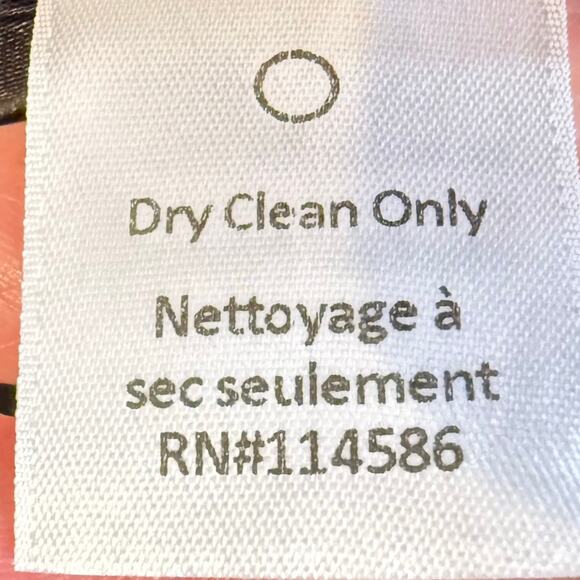 Dry Clean Only
Nettoyage à
sec seulement
RN#114586